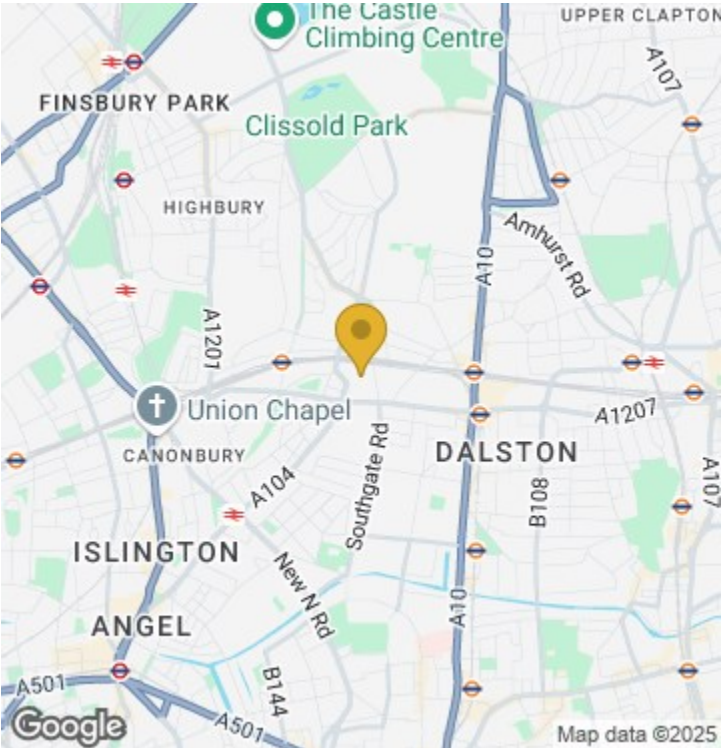 The Castle
Climbing Centre
UPPER CLAPTON
A107
FINSBURY PARK
Clissold Park
HIGHBURY
Amhurst Rd
A10
A1201
Union Chapel
A1207
CANONBURY
DALSTON
A104
Southgate Rd
B108
A107
ISLINGTON
New N Rd
ANGEL
A10
B144
A501
A501
Google
Map data ©2025